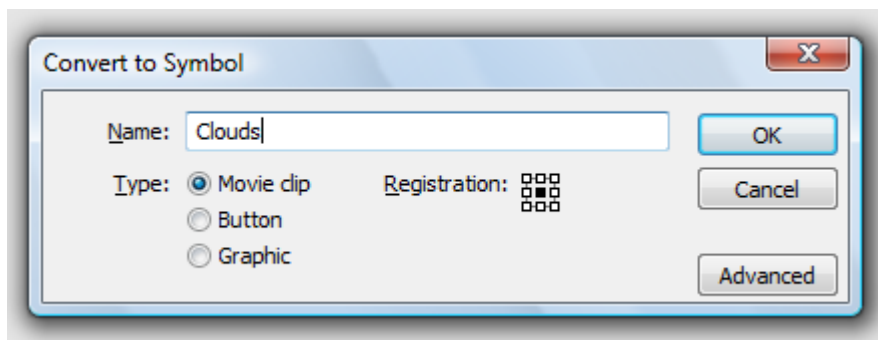 Convert to Symbol
Name: Clouds
OK
Type: Movie clip Registration: Cancel
Button
Graphic
Advanced